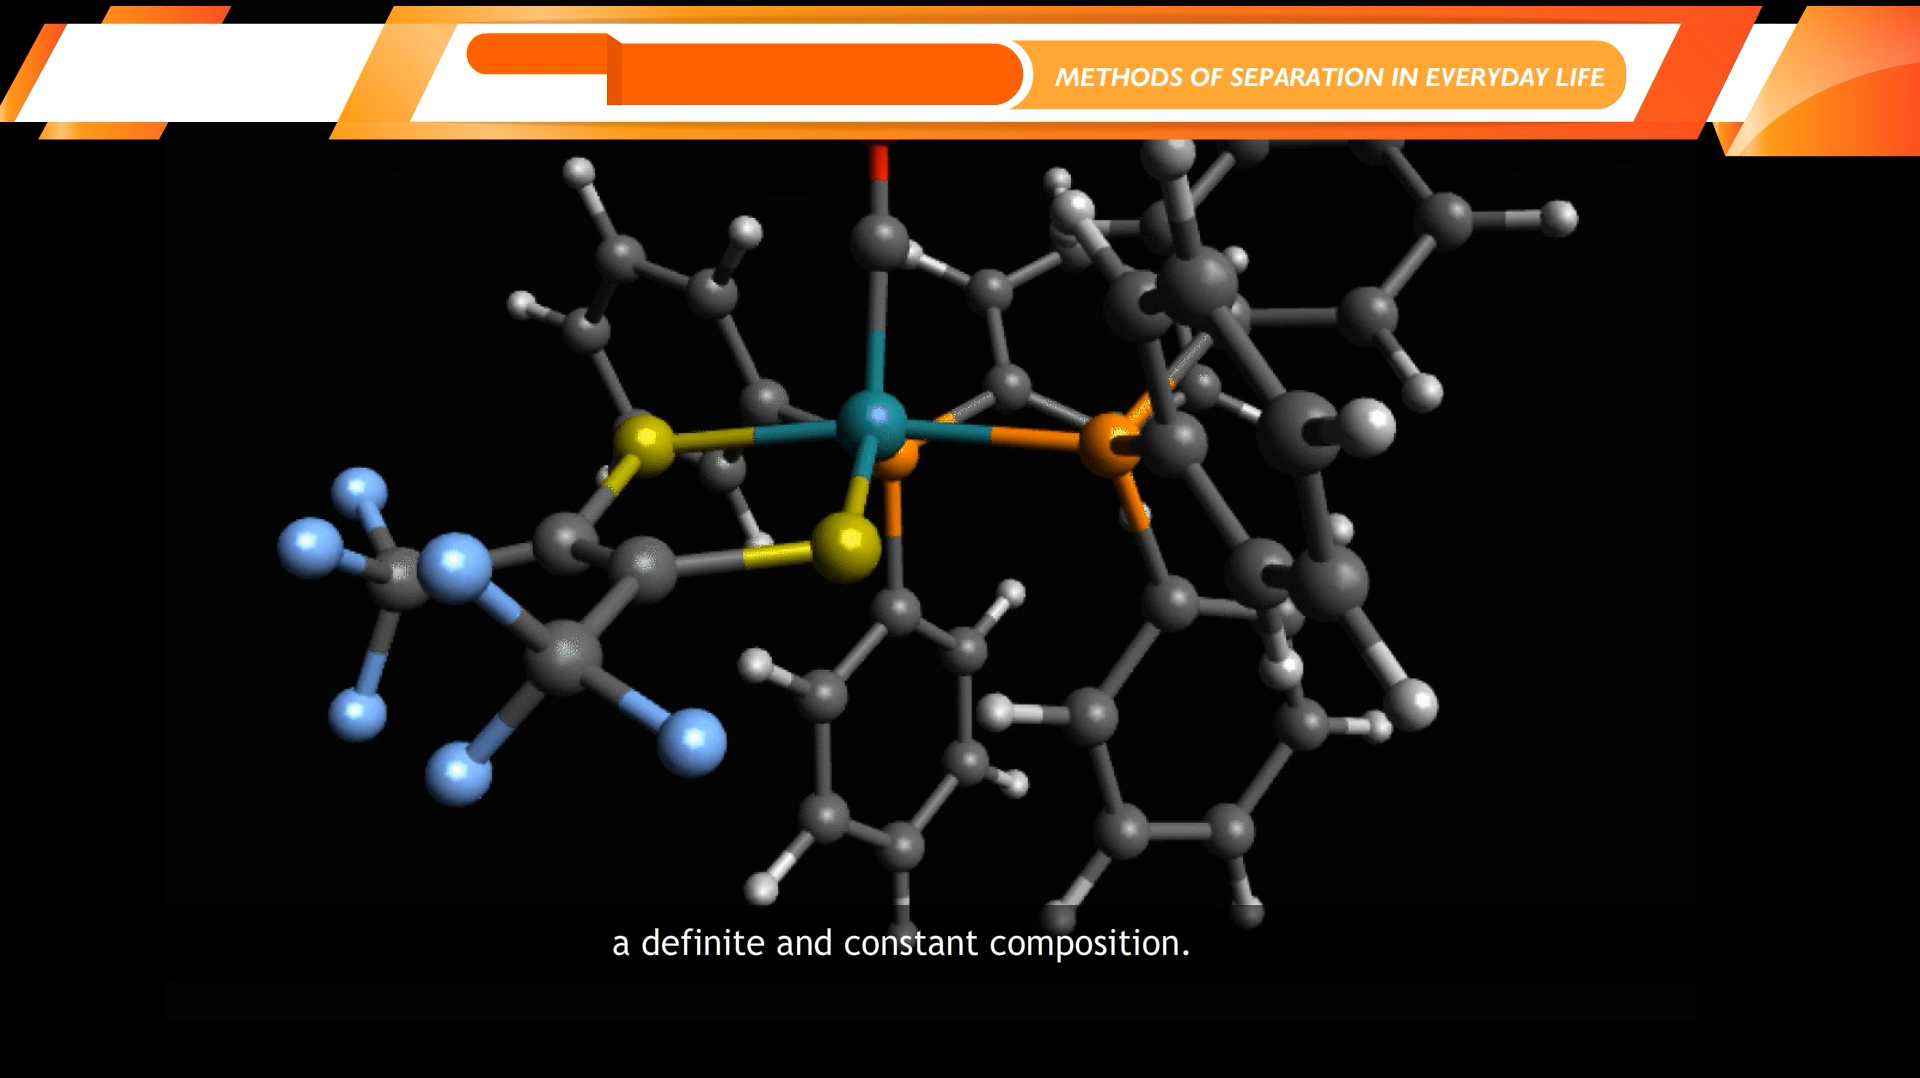 METHODS OF SEPARATION IN EVERYDAY LIFE
a definite and constant composition.